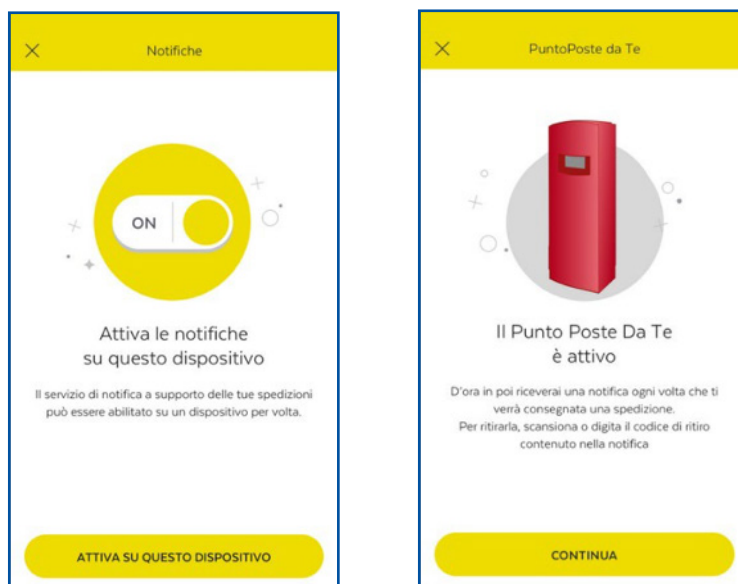 Notifiche
ON
Attiva le notifiche
su questo dispositivo
Il servizio di notifica a supporto delle tue spedizioni
può essere abilitato su un dispositivo per volta.
ATTIVA SU QUESTO DISPOSITIVO
PuntoPoste da Te
Il Punto Poste Da Te
è attivo
D'ora in poi riceverai una notifica ogni volta che ti
verrà consegnata una spedizione.
Per ritirarla, scansiona o digita il codice di ritiro
contenuto nella notifica
CONTINUA